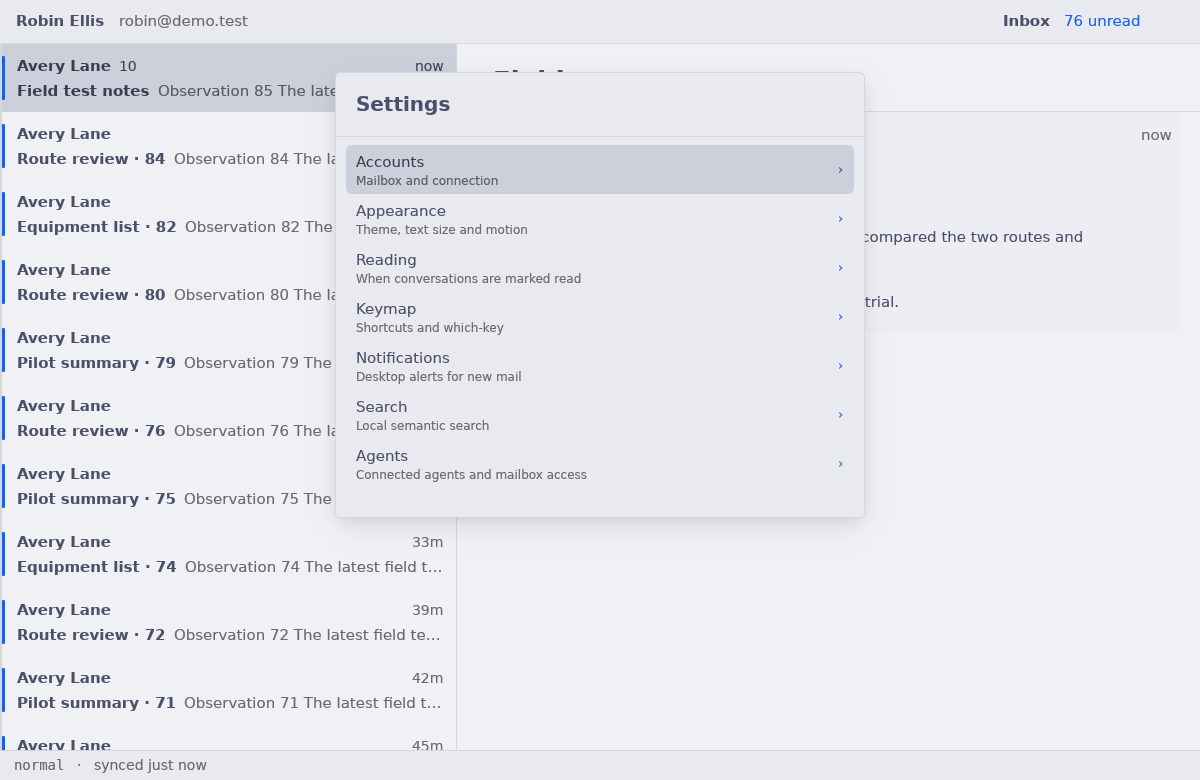 Robin Ellis robin@demo.test
Inbox 76 unread
Avery Lane 10 now
Field test notes Observation 85 The late
Avery Lane
Route review · 84 Observation 84 The la
Avery Lane
Equipment list · 82 Observation 82 The
Avery Lane
Route review · 80 Observation 80 The la
Avery Lane
Pilot summary · 79 Observation 79 The
Avery Lane
Route review · 76 Observation 76 The la
Avery Lane
Pilot summary · 75 Observation 75 The
Avery Lane 33m
Equipment list · 74 Observation 74 The latest field t…
Avery Lane 39m
Route review · 72 Observation 72 The latest field te…
Avery Lane 42m
Pilot summary · 71 Observation 71 The latest field t…
Avery Lane 45m
Settings
Accounts
Mailbox and connection
Appearance
Theme, text size and motion
Reading
When conversations are marked read
Keymap
Shortcuts and which-key
Notifications
Desktop alerts for new mail
Search
Local semantic search
Agents
Connected agents and mailbox access
now
compared the two routes and
trial.
normal · synced just now